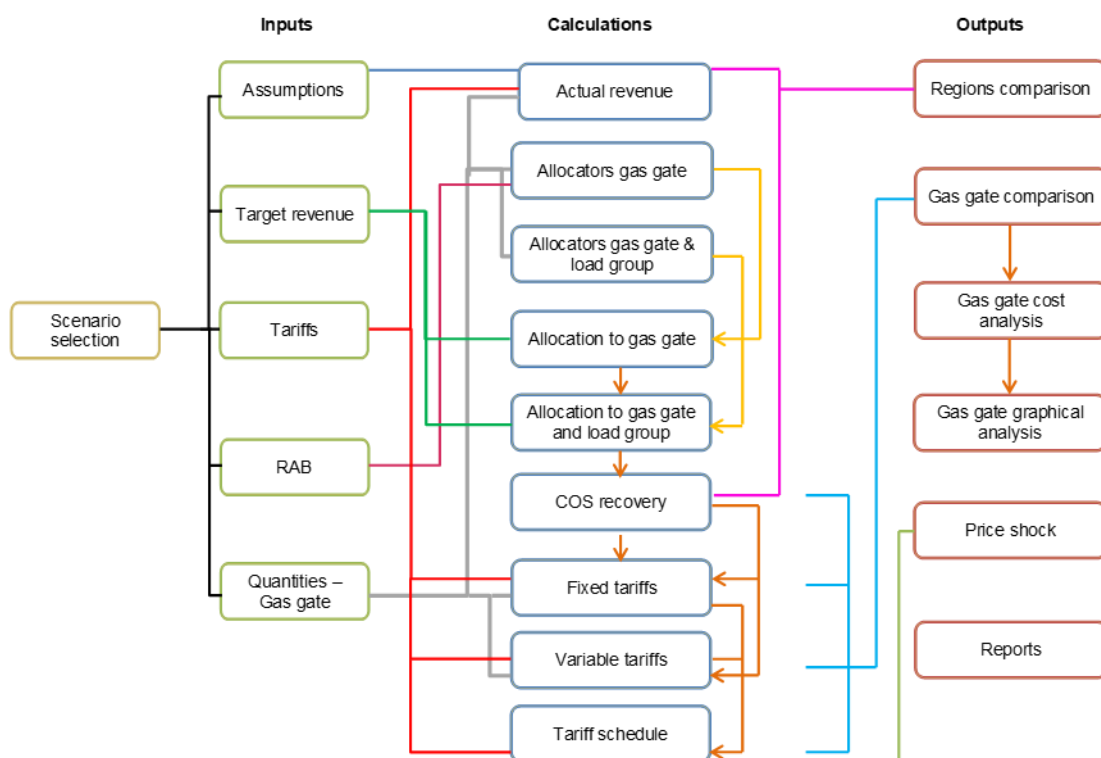 Inputs
Calculations
Outputs
Scenario
selection
Assumptions
Target revenue
Tariffs
RAB
Quantities –
Gas gate
Actual revenue
Allocators gas gate
Allocators gas gate &
load group
Allocation to gas gate
Allocation to gas gate
and load group
COS recovery
Fixed tariffs
Variable tariffs
Tariff schedule
Regions comparison
Gas gate comparison
Gas gate cost
analysis
Gas gate graphical
analysis
Price shock
Reports